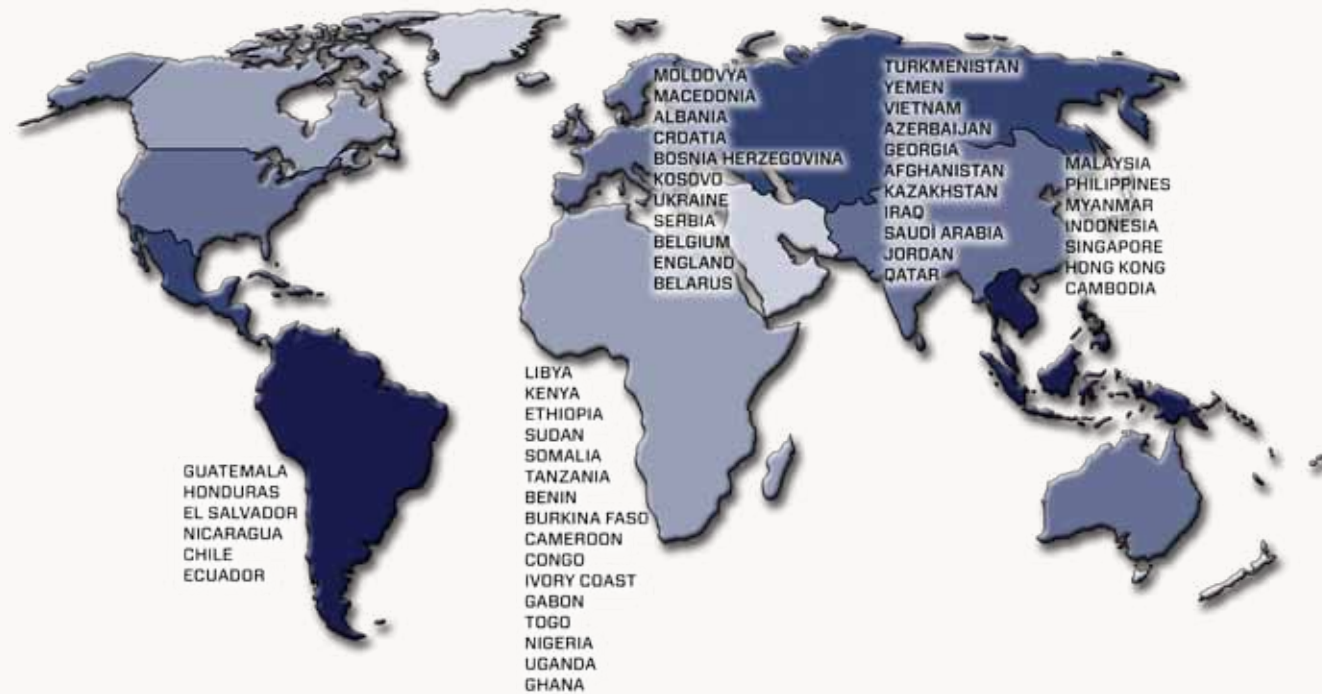 MOLDOVYA
MACEDONIA
ALBANIA
CROATIA
BOSNIA HERZEGOVINA
KOSOVO
UKRAINE
SERBIA
BELGIUM
ENGLAND
BELARUS
TURKMENISTAN
YEMEN
VIETNAM
AZERBAIJAN
GEORGIA
AFGHANISTAN
KAZAKHSTAN
IRAQ
SAUDİ ARABIA
JORDAN
QATAR
MALAYSIA
PHILIPPINES
MYANMAR
INDONESIA
SINGAPORE
HONG KONG
CAMBODIA
GUATEMALA
HONDURAS
EL SALVADOR
NICARAGUA
CHILE
ECUADOR
LIBYA
KENYA
ETHIOPIA
SUDAN
SOMALIA
TANZANIA
BENIN
BURKINA FASO
CAMEROON
CONGO
IVORY COAST
GABON
TOGO
NIGERIA
UGANDA
GHANA